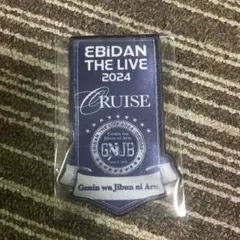 EBiDAN
THE LIVE
2024
CRUISE
GNJB
Genin wa Jibun ni Aru.